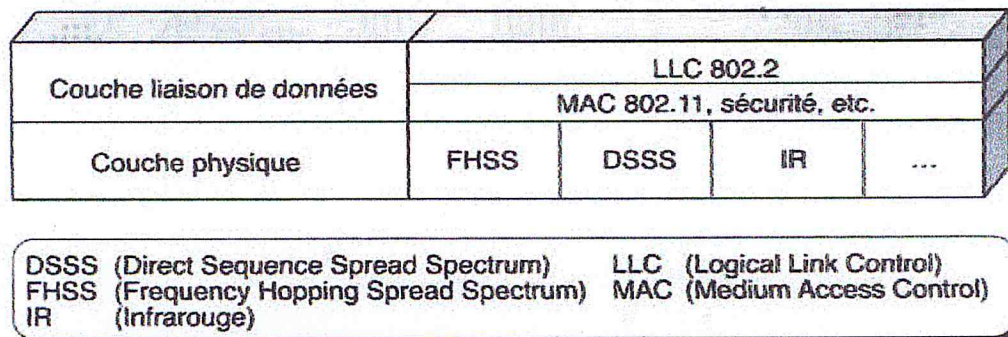 Couche liaison de données
LLC 802.2
MAC 802.11, sécurité, etc.
Couche physique
FHSS
DSSS
IR
...
DSSS (Direct Sequence Spread Spectrum)
FHSS (Frequency Hopping Spread Spectrum)
IR (Infrarouge)
LLC (Logical Link Control)
MAC (Medium Access Control)